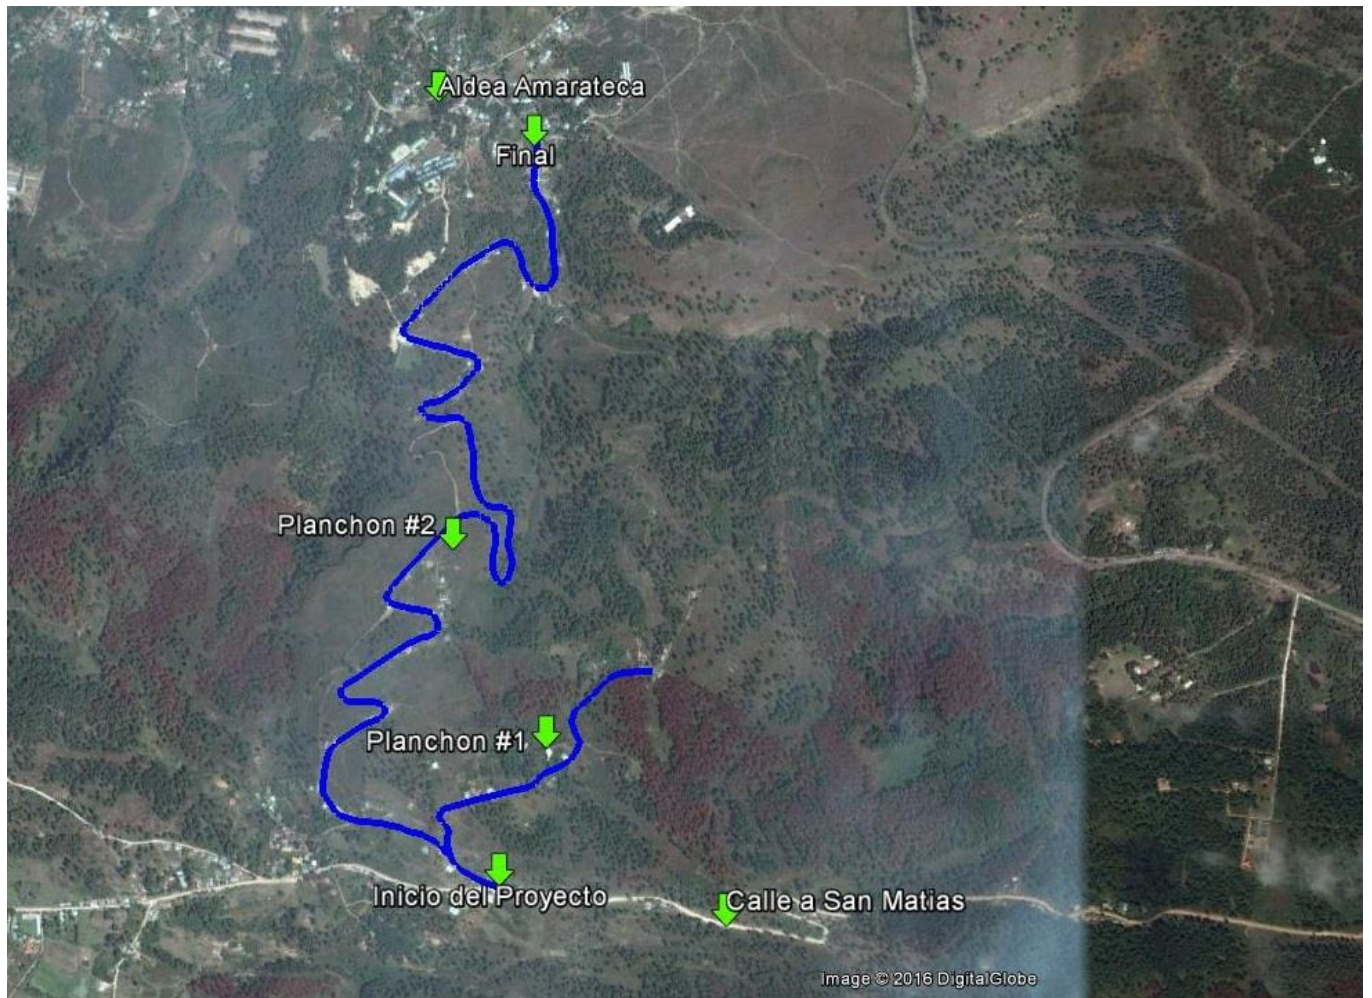 Aldea Amarateca
Final
Planchon #2
Planchon #1
Inicio del Proyecto
Calle a San Matias
Image © 2016 DigitalGlobe